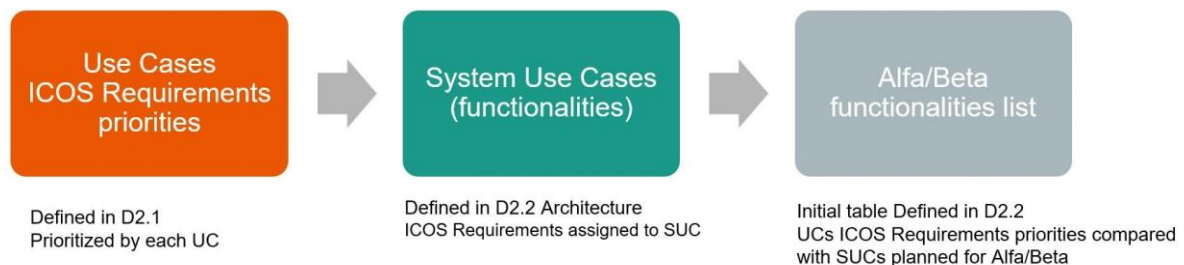 Use Cases
ICOS Requirements
priorities
System Use Cases
(functionalities)
Alfa/Beta
functionalities list
Defined in D2.1
Prioritized by each UC
Defined in D2.2 Architecture
ICOS Requirements assigned to SUC
Initial table Defined in D2.2
UCs ICOS Requirements priorities compared
with SUCs planned for Alfa/Beta